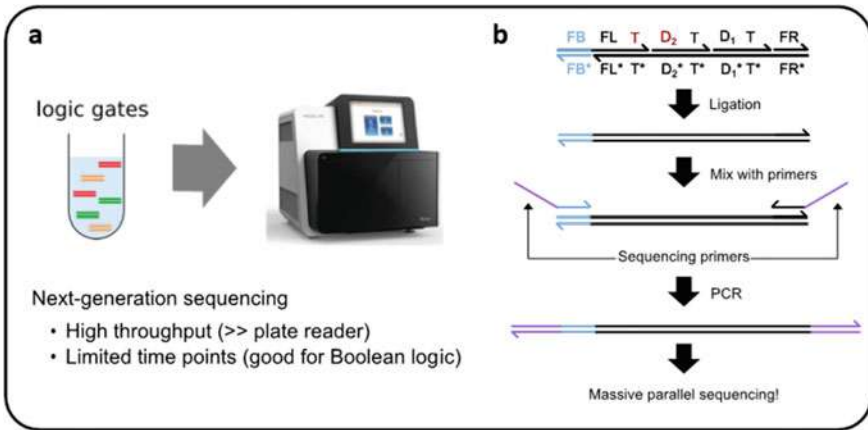 a
logic gates
Next-generation sequencing
• High throughput (>> plate reader)
• Limited time points (good for Boolean logic)
b
FB FL T D₂ T D₁ T FR
FB* FL* T* D₂* T* D₁* T* FR*
Ligation
Mix with primers
Sequencing primers
PCR
Massive parallel sequencing!